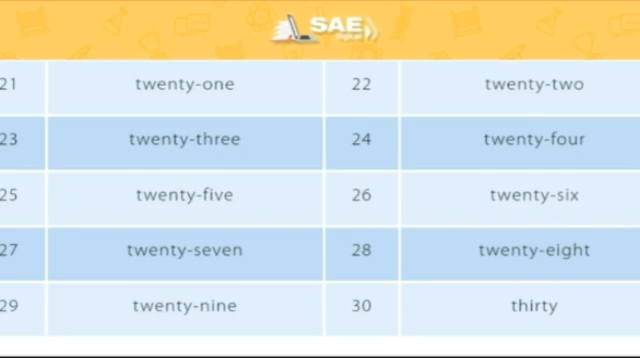 SAE
digital
21 twenty-one 22 twenty-two
23 twenty-three 24 twenty-four
25 twenty-five 26 twenty-six
27 twenty-seven 28 twenty-eight
29 twenty-nine 30 thirty